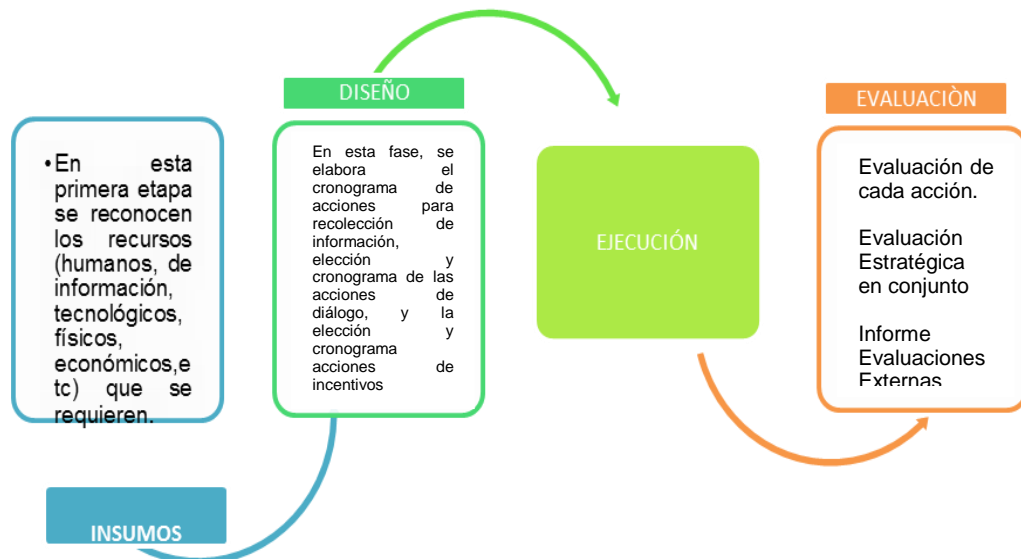 •En esta
primera etapa
se reconocen
los recursos
(humanos, de
información,
tecnológicos,
físicos,
económicos,e
tc) que se
requieren.
INSUMOS
DISEÑO
En esta fase, se
elabora el
cronograma de
acciones para
recolección de
información,
elección y
cronograma de las
acciones de
diálogo, y la
elección y
cronograma
acciones de
incentivos
EJECUCIÓN
EVALUACIÒN
Evaluación de
cada acción.
Evaluación
Estratégica
en conjunto
Informe
Evaluaciones
Externas